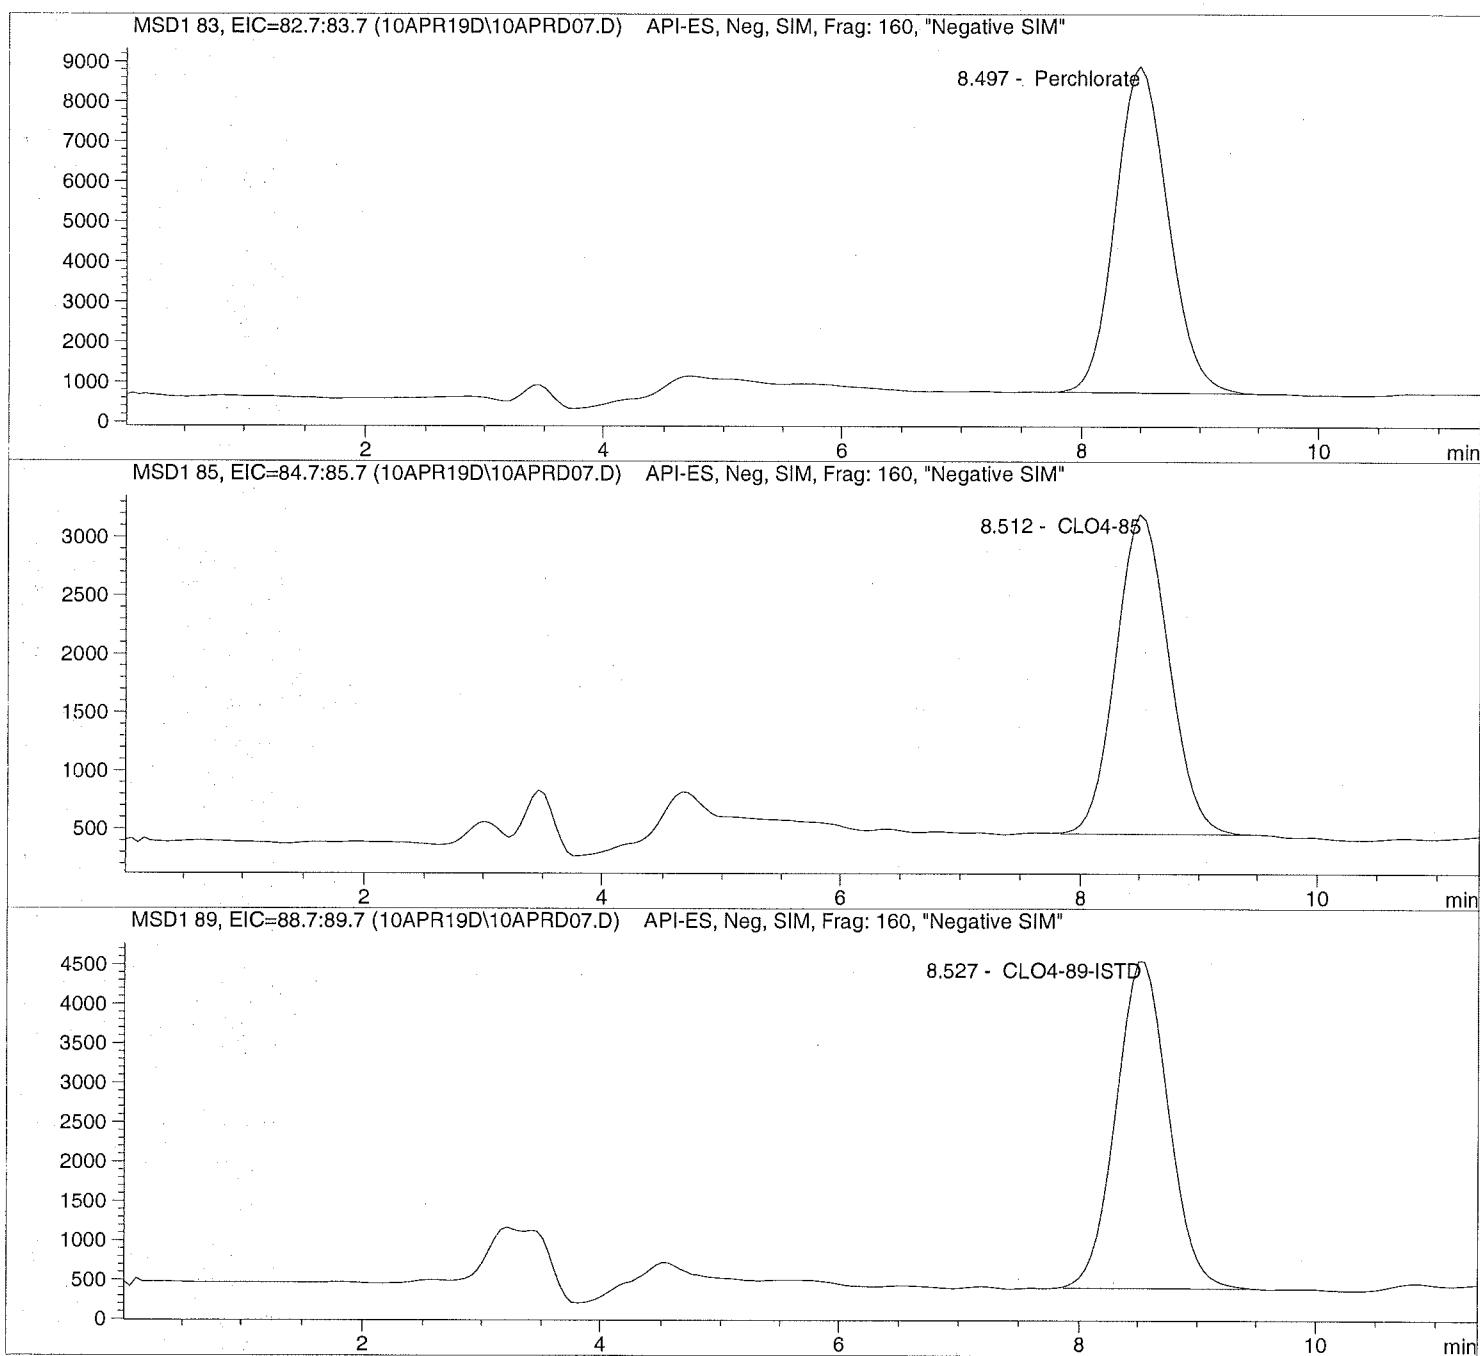 MSD1 83, EIC=82.7:83.7 (10APR19D\10APRD07.D) API-ES, Neg, SIM, Frag: 160, "Negative SIM"
9000
8.497 - Perchlorate
8000
7000
6000
5000
4000
3000
2000
1000
0
2 4 6 8 10 min
MSD1 85, EIC=84.7:85.7 (10APR19D\10APRD07.D) API-ES, Neg, SIM, Frag: 160, "Negative SIM"
8.512 - CLO4-85
3000
2500
2000
1500
1000
500
2 4 6 8 10 min
MSD1 89, EIC=88.7:89.7 (10APR19D\10APRD07.D) API-ES, Neg, SIM, Frag: 160, "Negative SIM"
8.527 - CLO4-89-ISTD
4500
4000
3500
3000
2500
2000
1500
1000
500
0
2 4 6 8 10 min